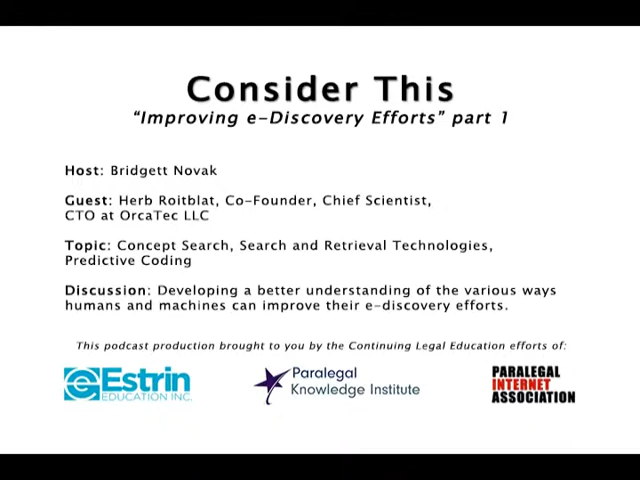 Consider This
“Improving e-Discovery Efforts” part 1
Host: Bridgett Novak
Guest: Herb Roitblat, Co-Founder, Chief Scientist,
CTO at OrcaTec LLC
Topic: Concept Search, Search and Retrieval Technologies,
Predictive Coding
Discussion: Developing a better understanding of the various ways
humans and machines can improve their e-discovery efforts.
This podcast production brought to you by the Continuing Legal Education efforts of:
e Estrin
EDUCATION INC.
Paralegal
Knowledge Institute
PARALEGAL
INTERNET
ASSOCIATION